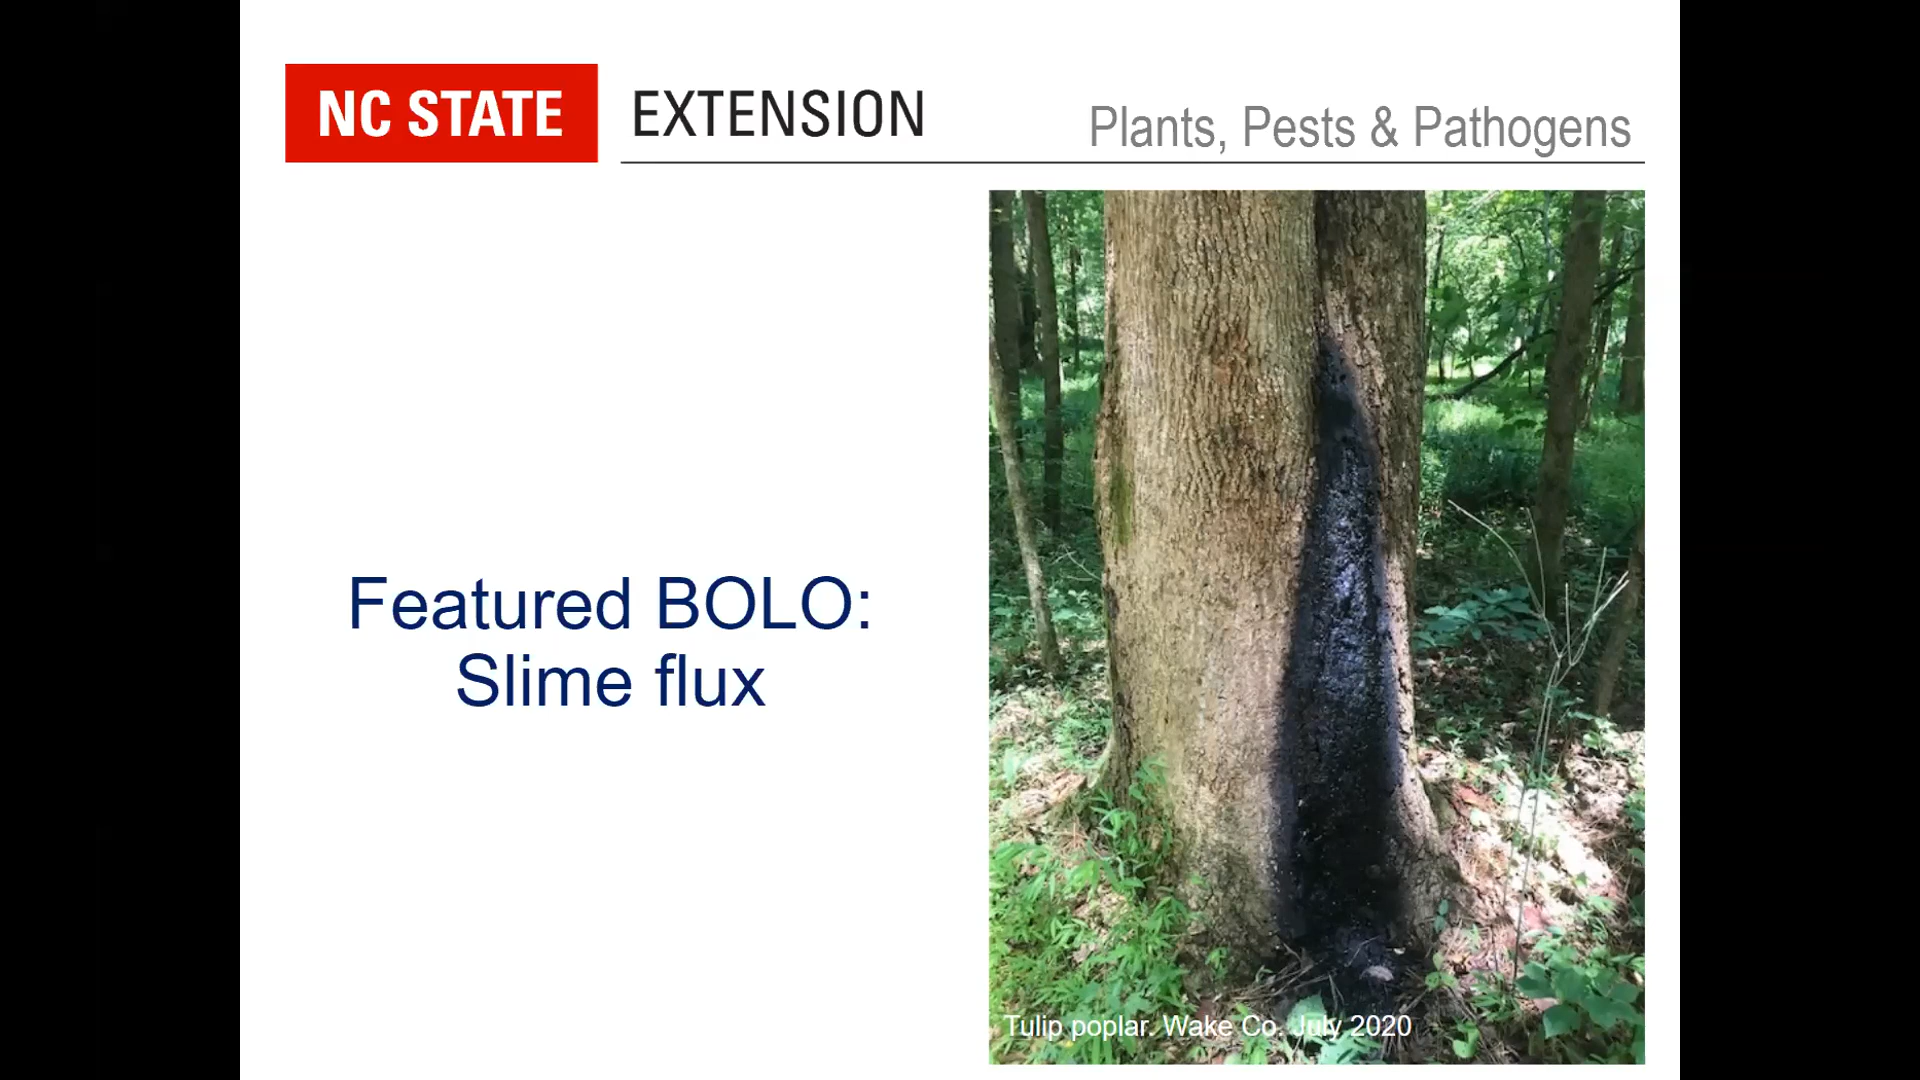 NC STATE EXTENSION
Plants, Pests & Pathogens
Featured BOLO:
Slime flux
Tulip poplar. Wake Co. July 2020